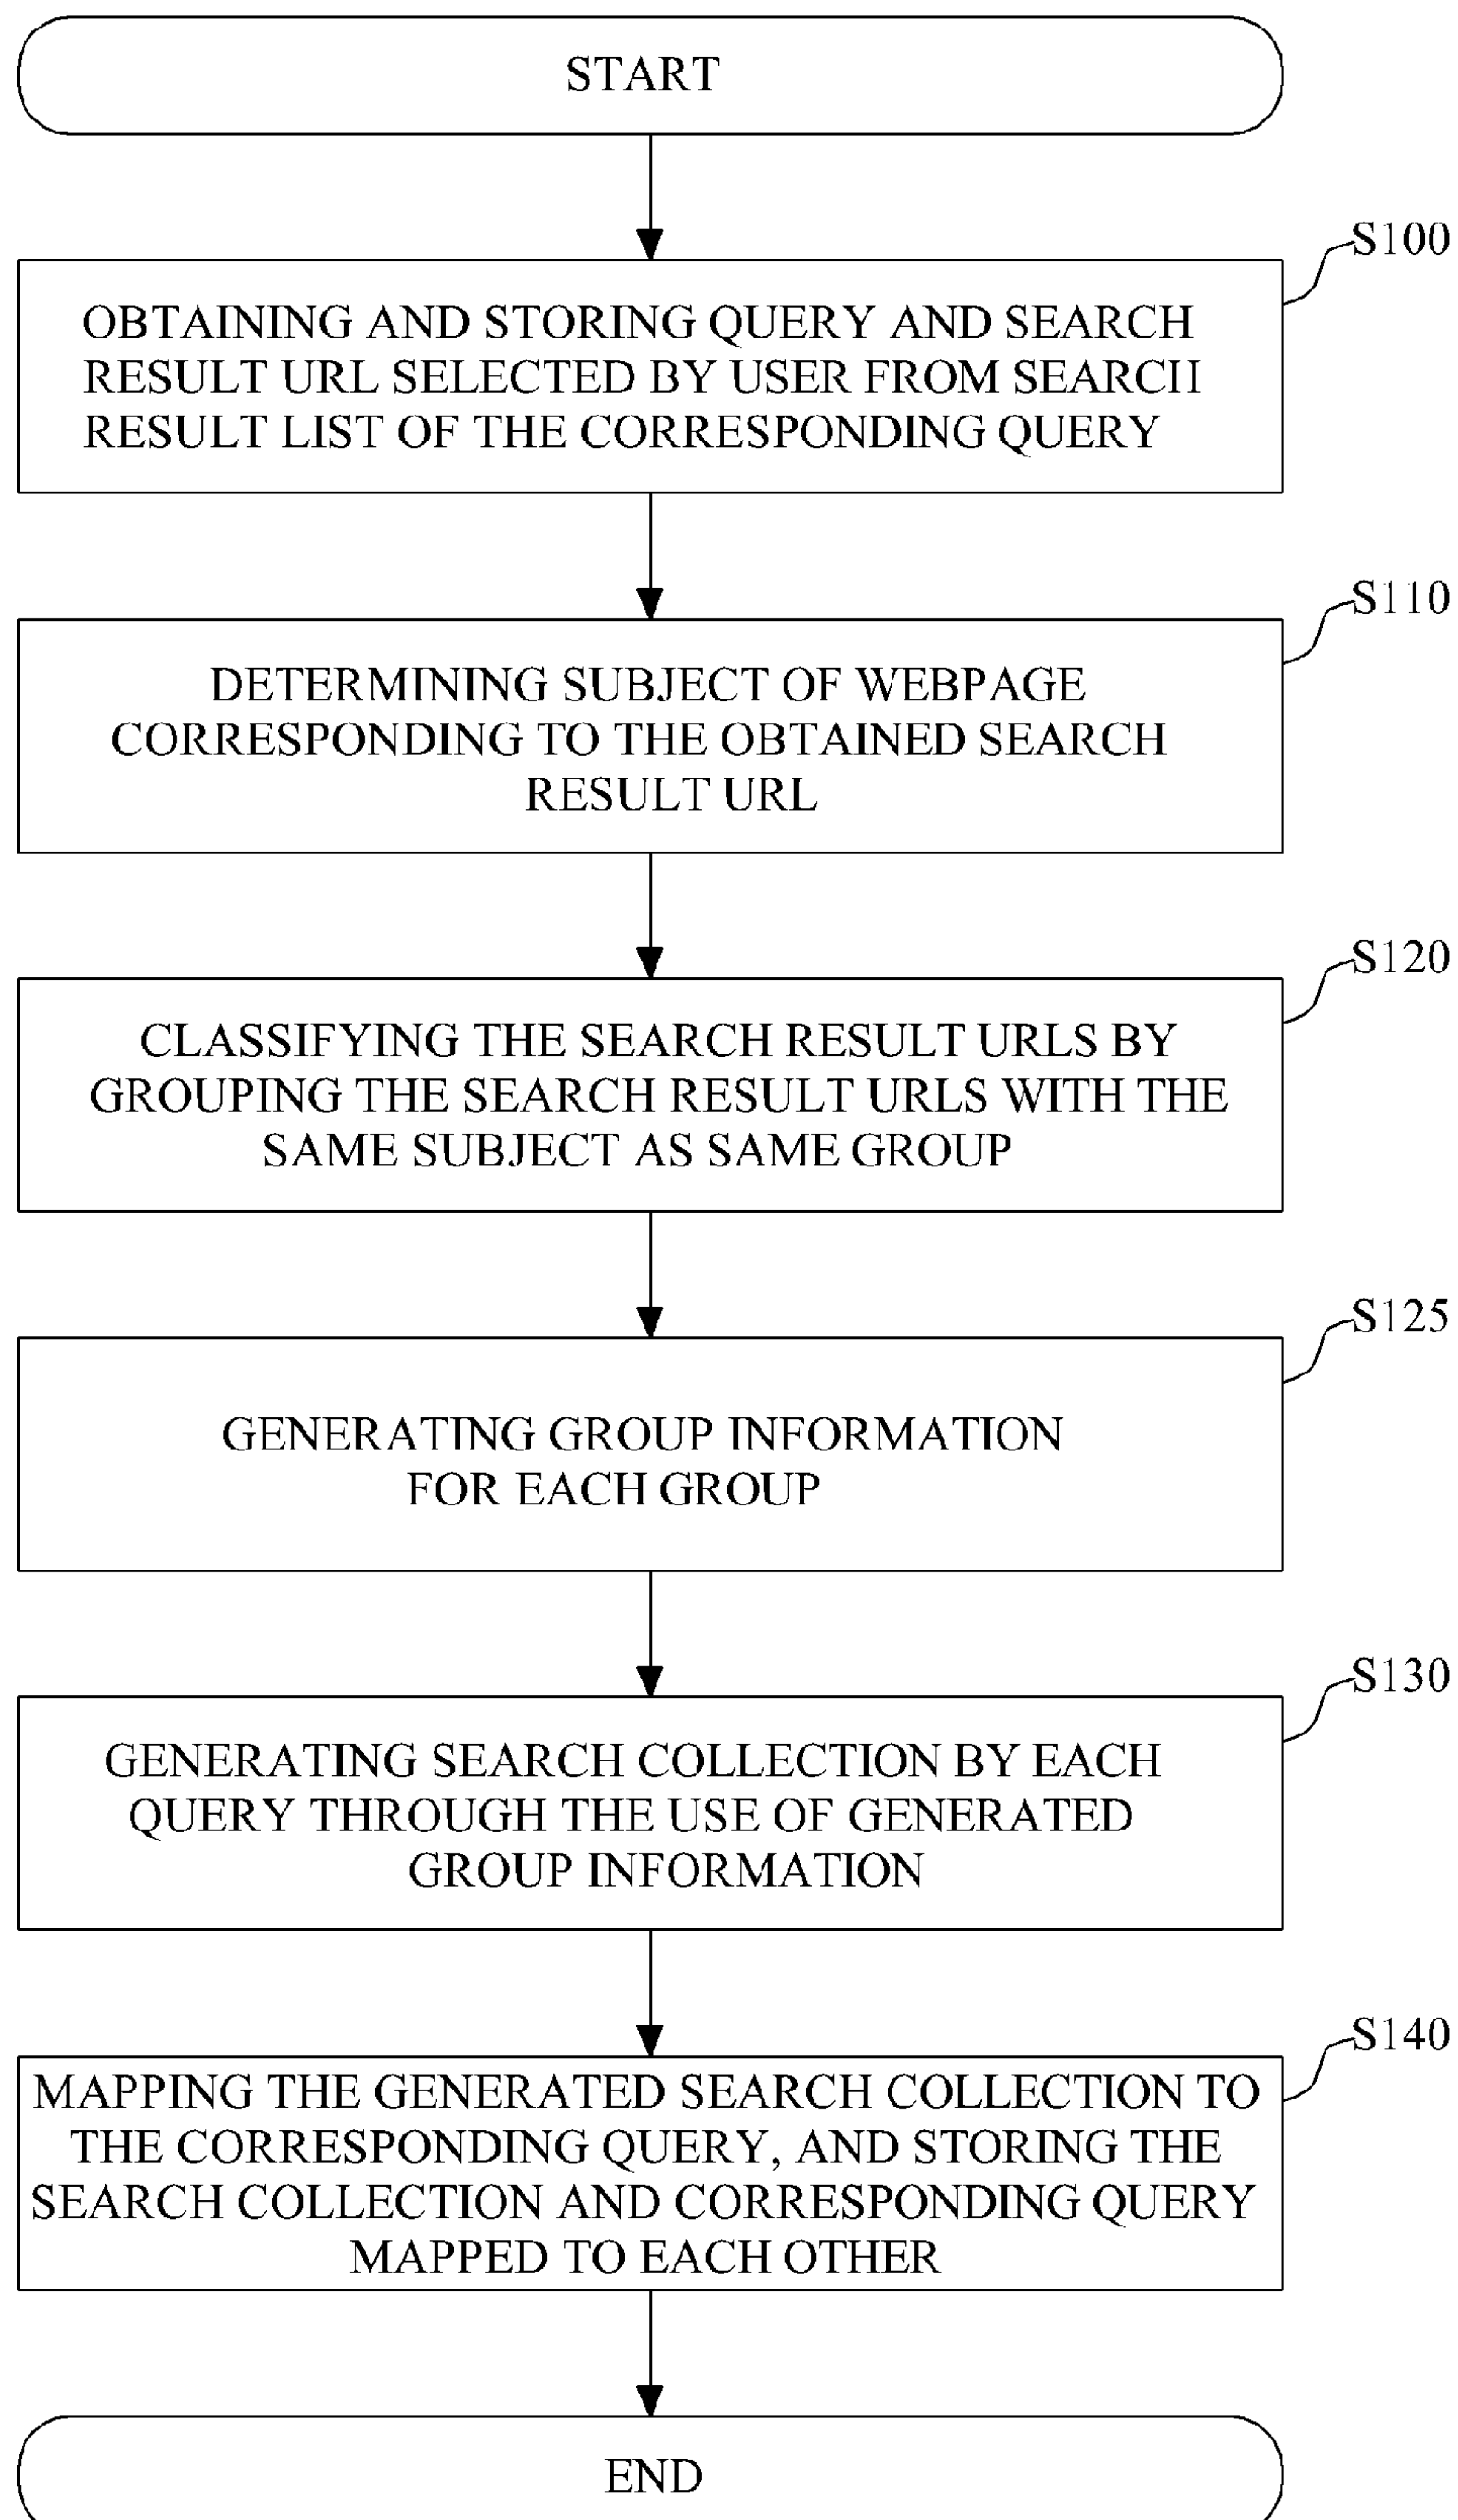 START
S100
OBTAINING AND STORING QUERY AND SEARCH
RESULT URL SELECTED BY USER FROM SEARCH
RESULT LIST OF THE CORRESPONDING QUERY
S110
DETERMINING SUBJECT OF WEBPAGE
CORRESPONDING TO THE OBTAINED SEARCH
RESULT URL
S120
CLASSIFYING THE SEARCH RESULT URLS BY
GROUPING THE SEARCH RESULT URLS WITH THE
SAME SUBJECT AS SAME GROUP
S125
GENERATING GROUP INFORMATION
FOR EACH GROUP
S130
GENERATING SEARCH COLLECTION BY EACH
QUERY THROUGH THE USE OF GENERATED
GROUP INFORMATION
S140
MAPPING THE GENERATED SEARCH COLLECTION TO
THE CORRESPONDING QUERY, AND STORING THE
SEARCH COLLECTION AND CORRESPONDING QUERY
MAPPED TO EACH OTHER
END